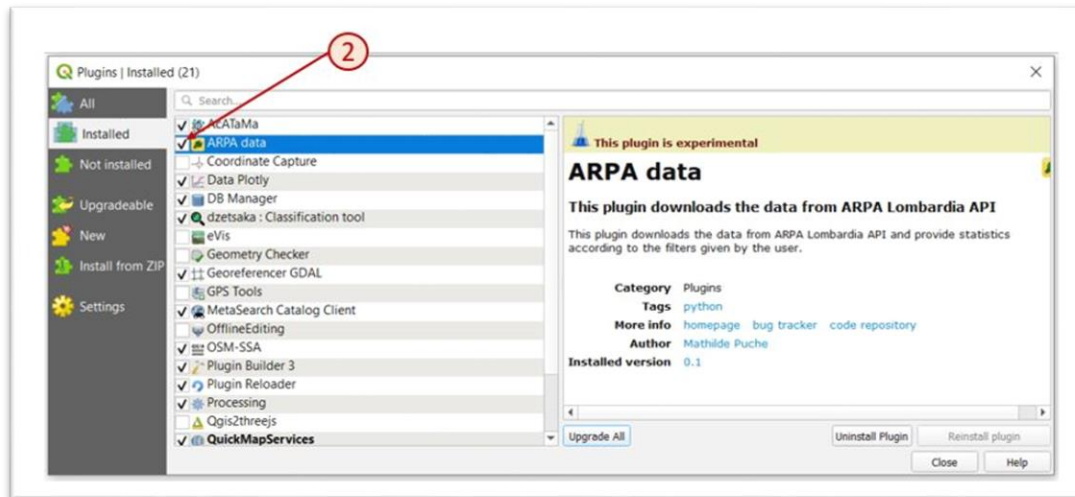 2
Plugins | Installed (21)
All
Installed
Not installed
Upgradeable
New
Install from ZIP
Settings
Search...
AcATaMa
ARPA data
Coordinate Capture
Data Plotly
DB Manager
dzetsaka : Classification tool
eVis
Geometry Checker
Georeferencer GDAL
GPS Tools
MetaSearch Catalog Client
OfflineEditing
OSM-SSA
Plugin Builder 3
Plugin Reloader
Processing
Qgis2threejs
QuickMapServices
This plugin is experimental
ARPA data
This plugin downloads the data from ARPA Lombardia API
This plugin downloads the data from ARPA Lombardia API and provide statistics
according to the filters given by the user.
Category Plugins
Tags python
More info homepage bug tracker code repository
Author Mathilde Puche
Installed version 0.1
Upgrade All
Uninstall Plugin
Reinstall plugin
Close
Help